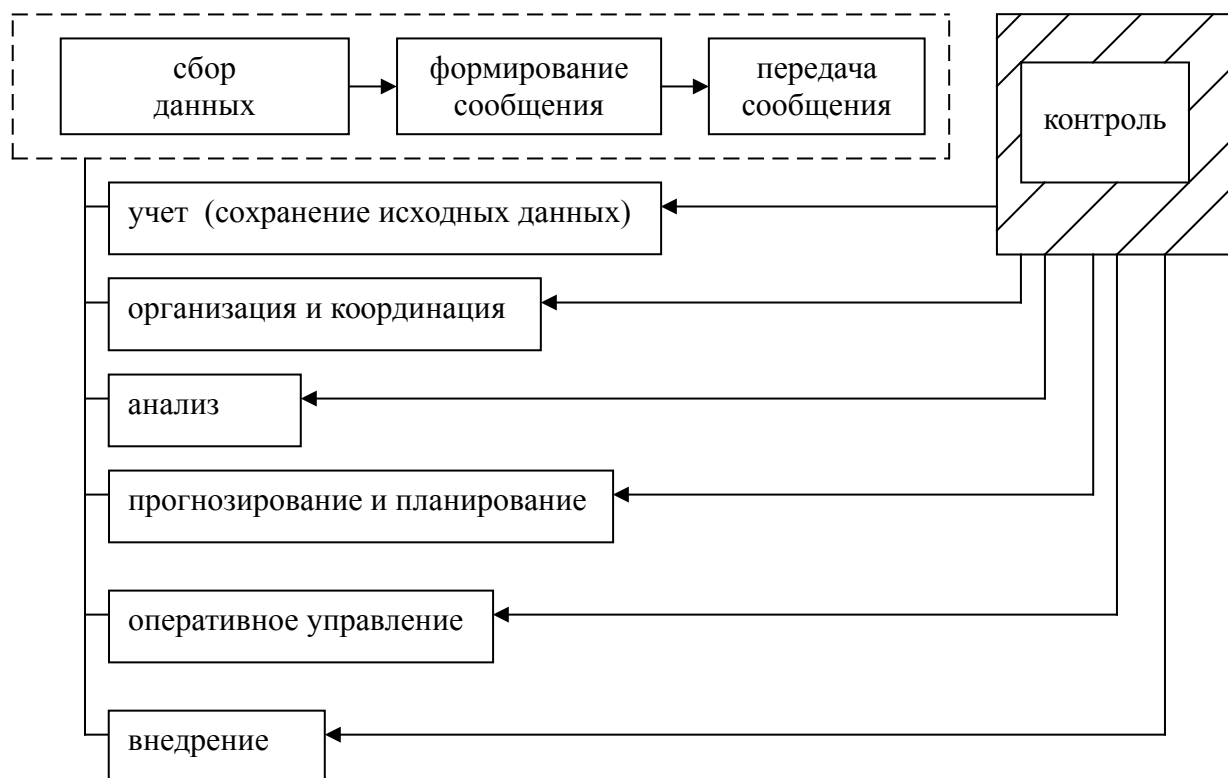 сбор
данных
формирование
сообщения
передача
сообщения
контроль
учет (сохранение исходных данных)
организация и координация
анализ
прогнозирование и планирование
оперативное управление
внедрение